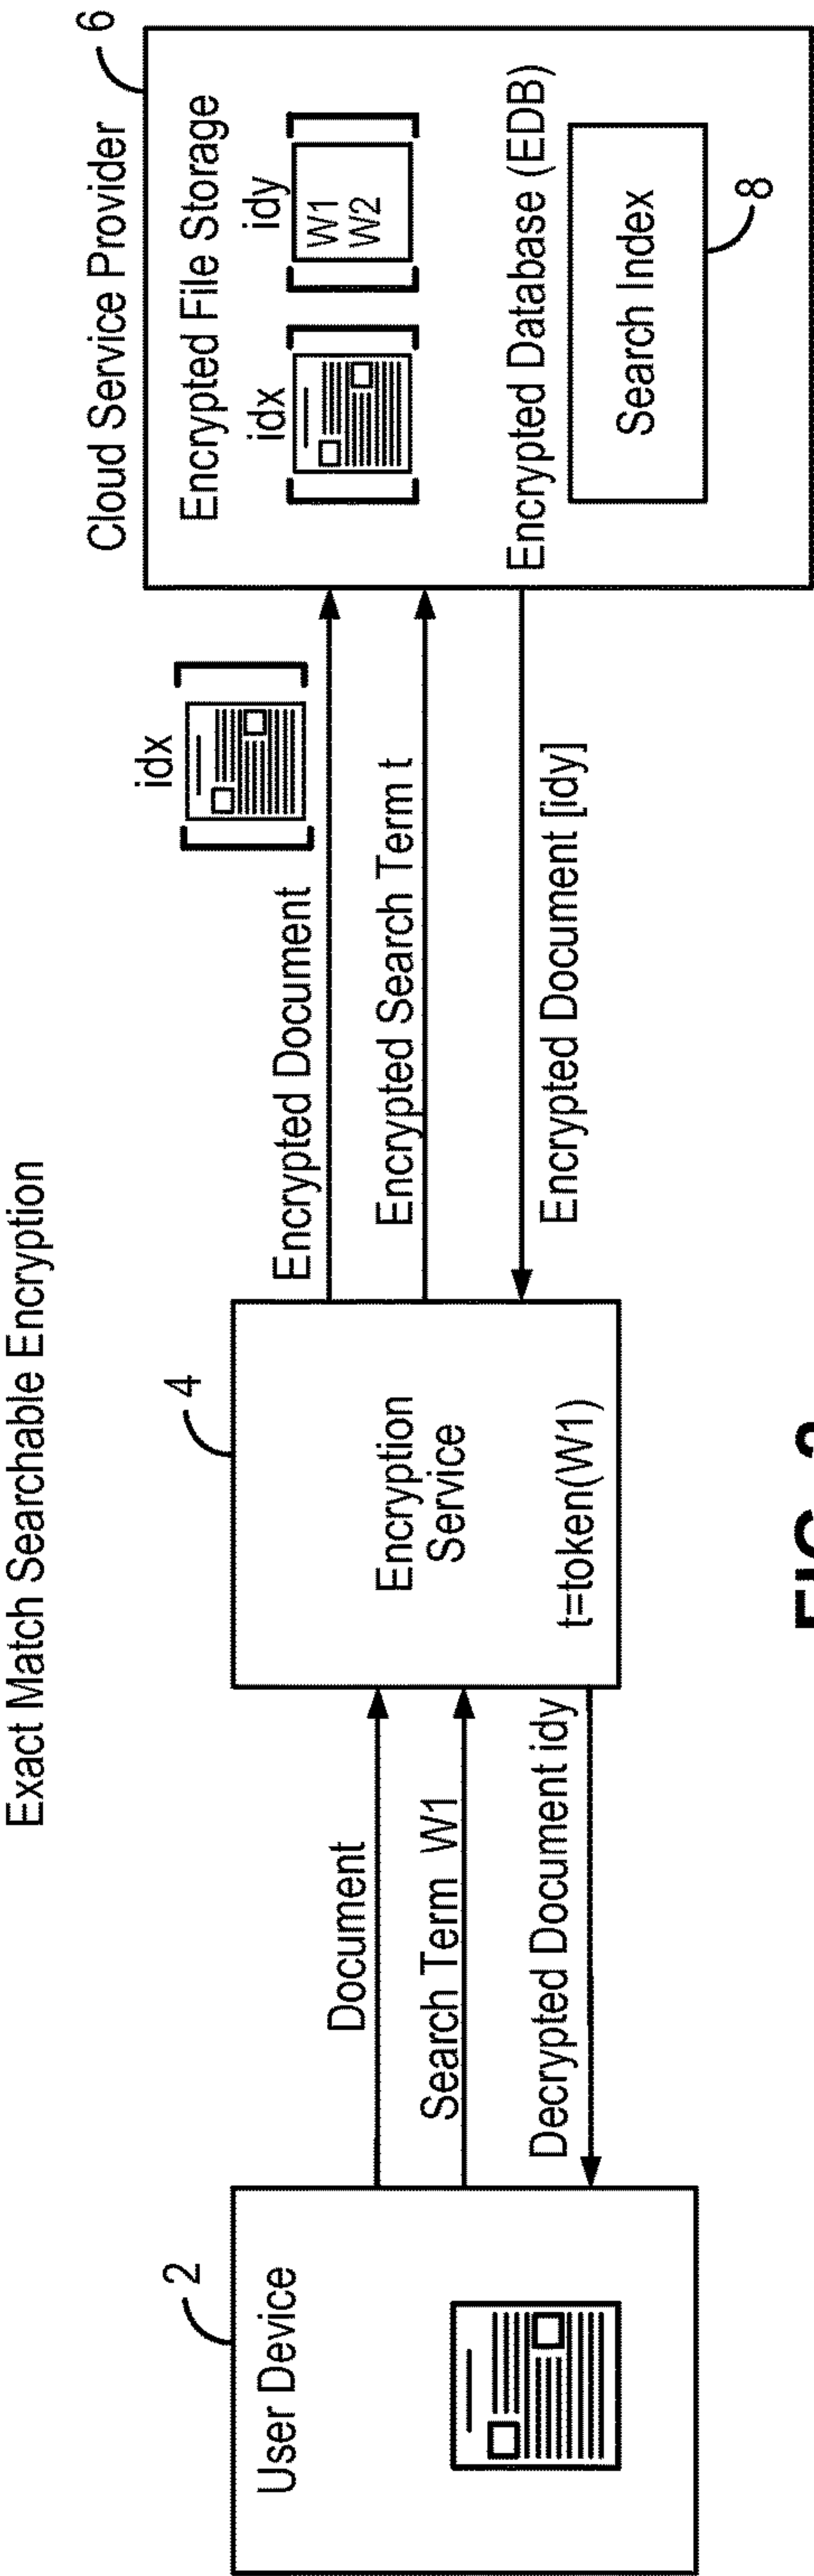 Exact Match Searchable Encryption
2
User Device
Document
Search Term W1
Decrypted Document idy
4
Encryption
Service
t=token(W1)
idx
Encrypted Document
Encrypted Search Term t
Encrypted Document [idy]
Cloud Service Provider
6
Encrypted File Storage
idx
idy
W1
W2
Encrypted Database (EDB)
Search Index
8